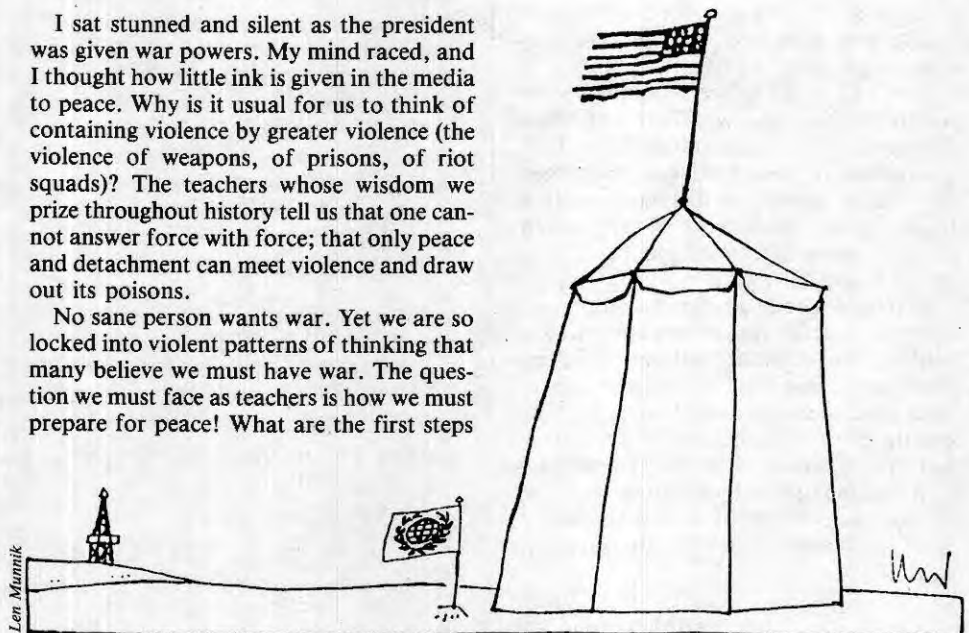 I sat stunned and silent as the president
was given war powers. My mind raced, and
I thought how little ink is given in the media
to peace. Why is it usual for us to think of
containing violence by greater violence (the
violence of weapons, of prisons, of riot
squads)? The teachers whose wisdom we
prize throughout history tell us that one can-
not answer force with force; that only peace
and detachment can meet violence and draw
out its poisons.
No sane person wants war. Yet we are so
locked into violent patterns of thinking that
many believe we must have war. The ques-
tion we must face as teachers is how we must
prepare for peace! What are the first steps
Len Munnik